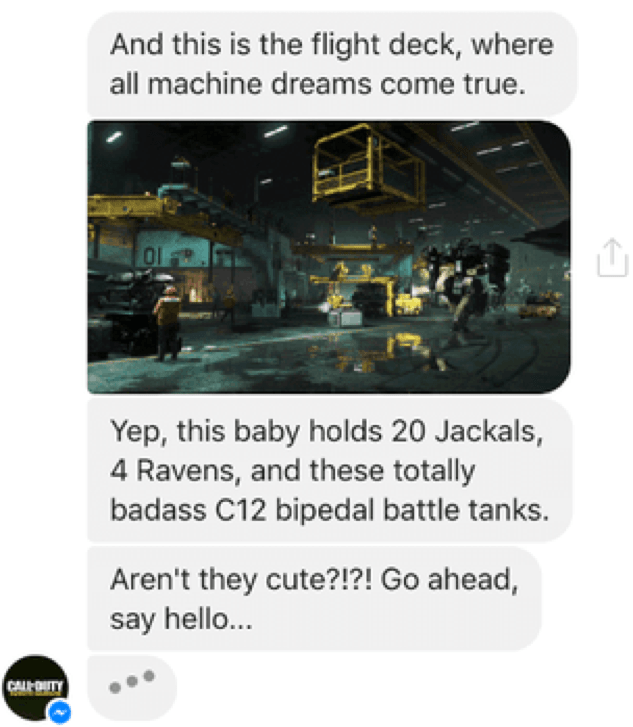 And this is the flight deck, where
all machine dreams come true.
01
Yep, this baby holds 20 Jackals,
4 Ravens, and these totally
badass C12 bipedal battle tanks.
Aren't they cute?!?! Go ahead,
say hello...
CALL OF DUTY